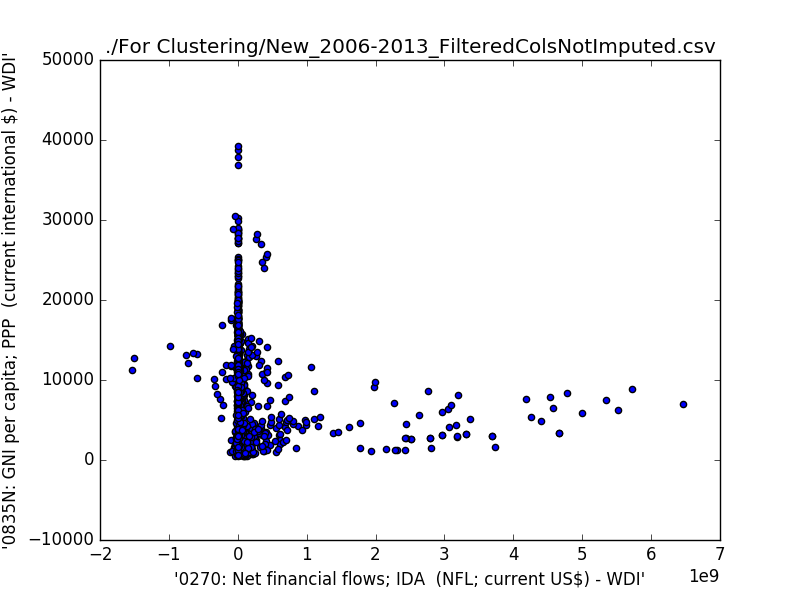 ./For Clustering/New_2006-2013_FilteredColsNotImputed.csv
'0835N: GNI per capita; PPP  (current international $) - WDI'
50000
40000
30000
20000
10000
0
−10000
−2 −1 0 1 2 3 4 5 6 7
1e9
'0270: Net financial flows; IDA  (NFL; current US$) - WDI'